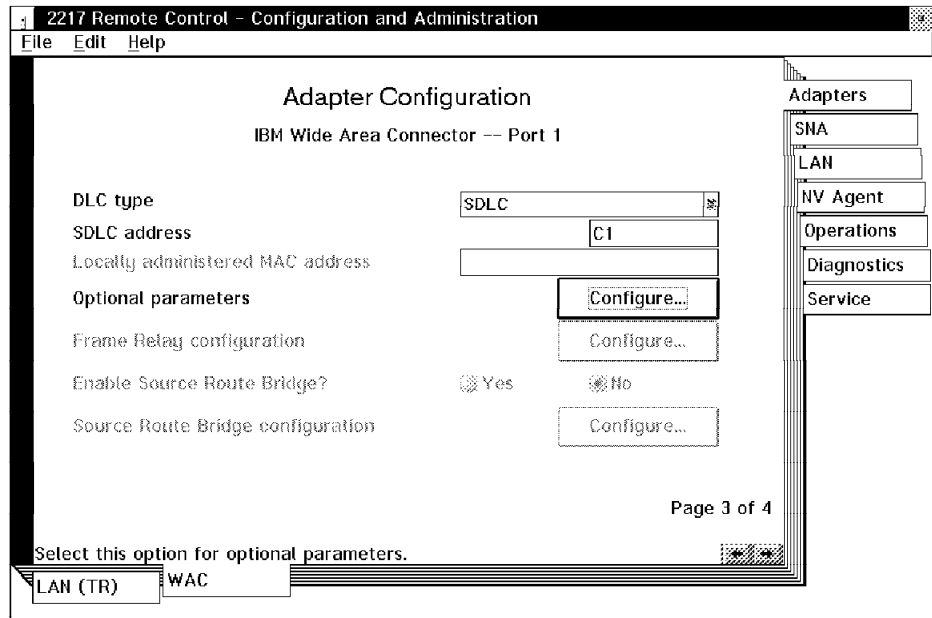 2217 Remote Control - Configuration and Administration
File Edit Help
Adapter Configuration
IBM Wide Area Connector -- Port 1
DLC type SDLC
SDLC address C1
Locally administered MAC address
Optional parameters Configure...
Frame Relay configuration Configure...
Enable Source Route Bridge? Yes No
Source Route Bridge configuration Configure...
Page 3 of 4
Select this option for optional parameters.
LAN (TR) WAC
Adapters
SNA
LAN
NV Agent
Operations
Diagnostics
Service